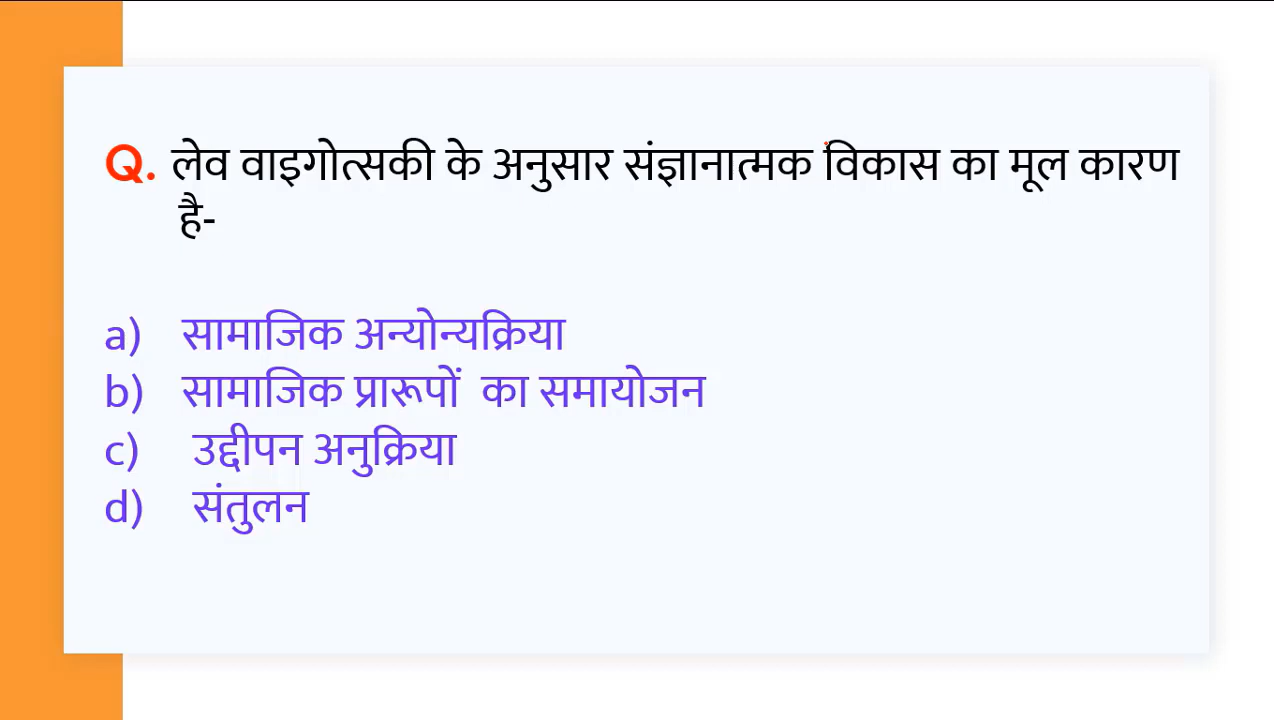 Q. लेव वाइगोत्सकी के अनुसार संज्ञानात्मक विकास का मूल कारण
है-
a) सामाजिक अन्योन्यक्रिया
b) सामाजिक प्रारूपों का समायोजन
c) उद्दीपन अनुक्रिया
d) संतुलन